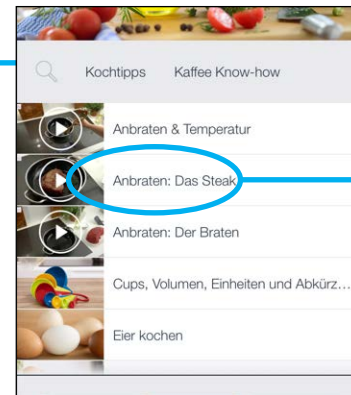 Kochtipps Kaffee Know-how
Anbraten & Temperatur
Anbraten: Das Steak
Anbraten: Der Braten
Cups, Volumen, Einheiten und Abkürz...
Eier kochen